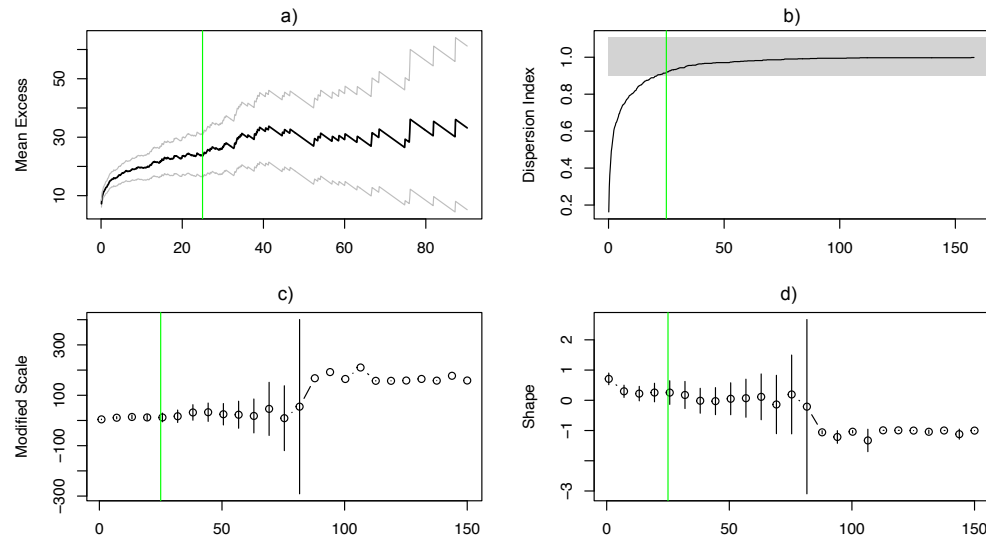 a)
Mean Excess
10 30 50
0 20 40 60 80
b)
Dispersion Index
0.2 0.4 0.6 0.8 1.0
0 50 100 150
c)
Modified Scale
-300 -100 100 300
0 50 100 150
d)
Shape
-3 -1 0 1 2
0 50 100 150